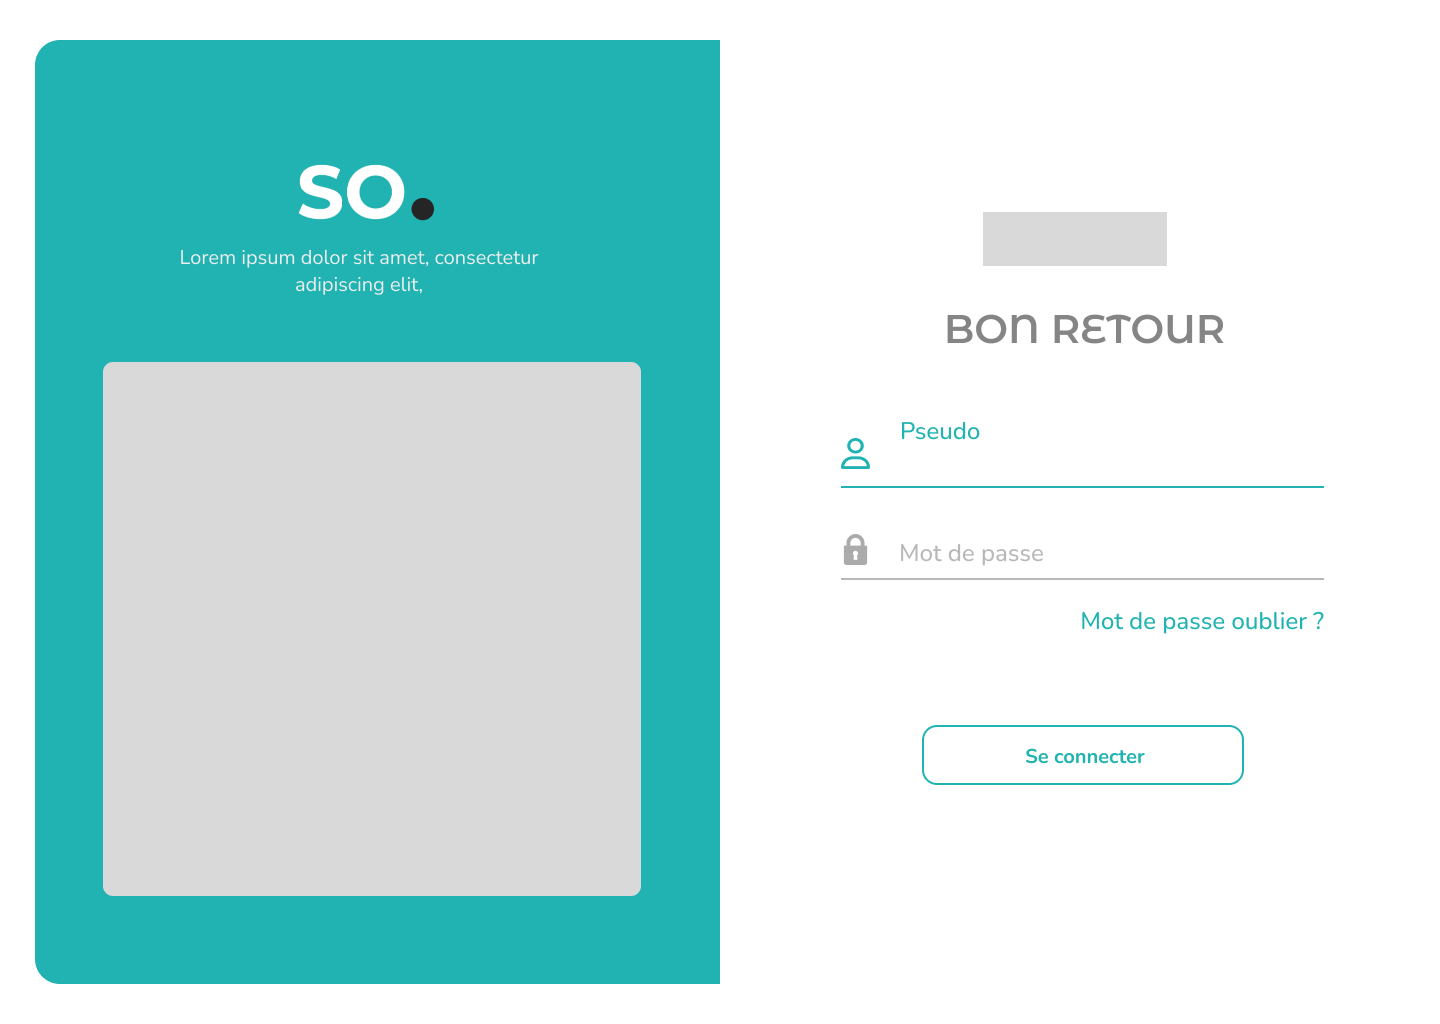 SO.
Lorem ipsum dolor sit amet, consectetur
adipiscing elit,
BON RETOUR
Pseudo
Mot de passe
Mot de passe oublier ?
Se connecter